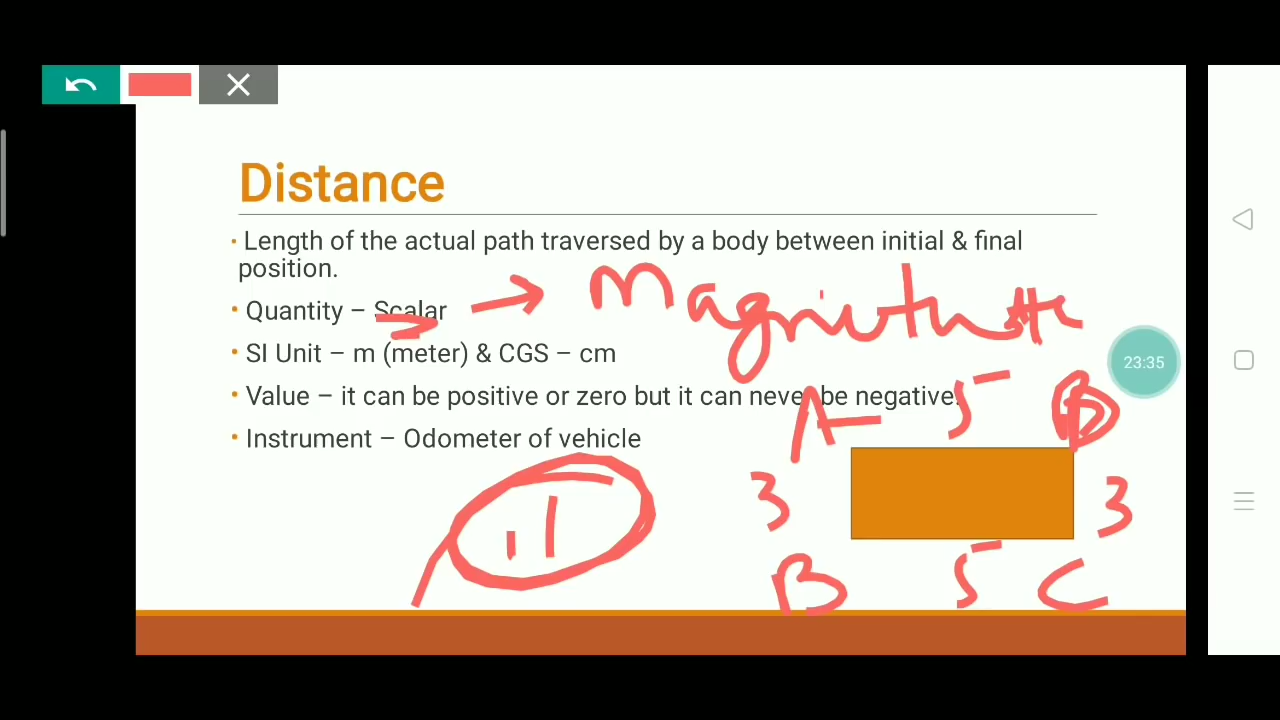 Distance
• Length of the actual path traversed by a body between initial & final
position.
• Quantity – Scalar → Magnitude
• SI Unit – m (meter) & CGS – cm
23:35
• Value – it can be positive or zero but it can never be negative.
A 5
• Instrument – Odometer of vehicle
3 3
11
B 5 C